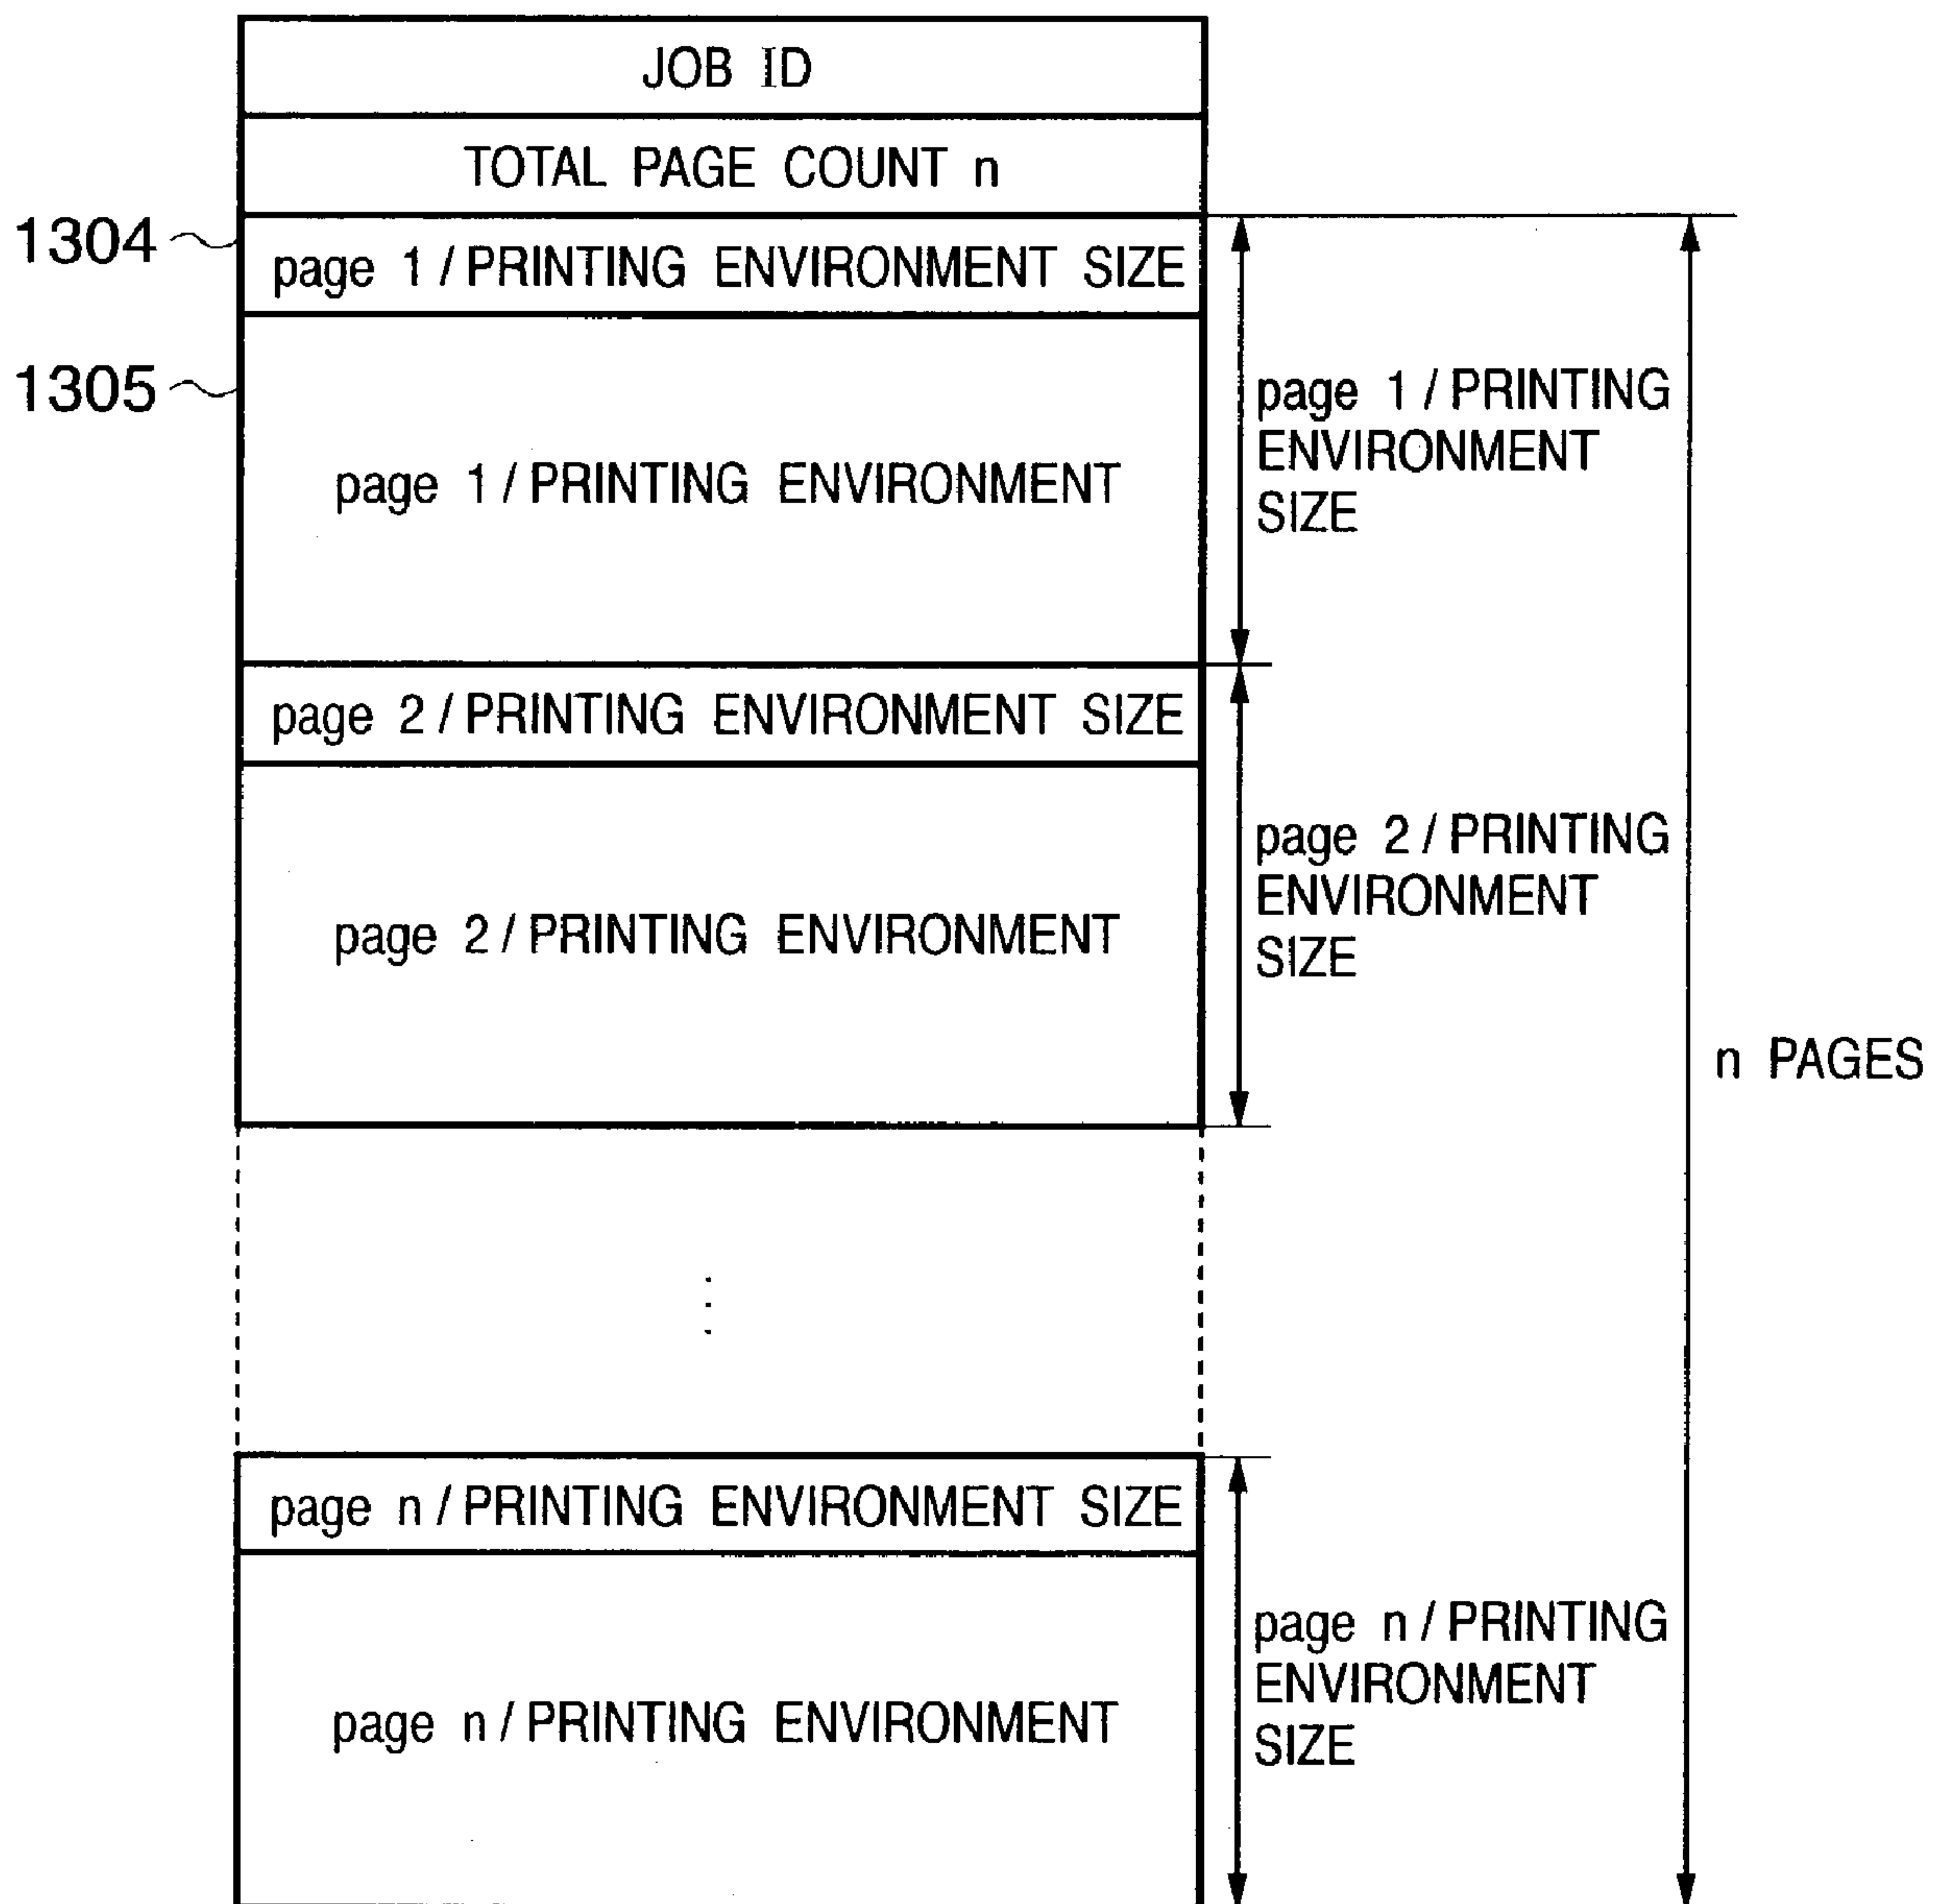 JOB ID
TOTAL PAGE COUNT n
1304
page 1 / PRINTING ENVIRONMENT SIZE
1305
page 1 / PRINTING
ENVIRONMENT
SIZE
page 1 / PRINTING ENVIRONMENT
page 2 / PRINTING ENVIRONMENT SIZE
page 2 / PRINTING
ENVIRONMENT
SIZE
page 2 / PRINTING ENVIRONMENT
n PAGES
page n / PRINTING ENVIRONMENT SIZE
page n / PRINTING
ENVIRONMENT
SIZE
page n / PRINTING ENVIRONMENT